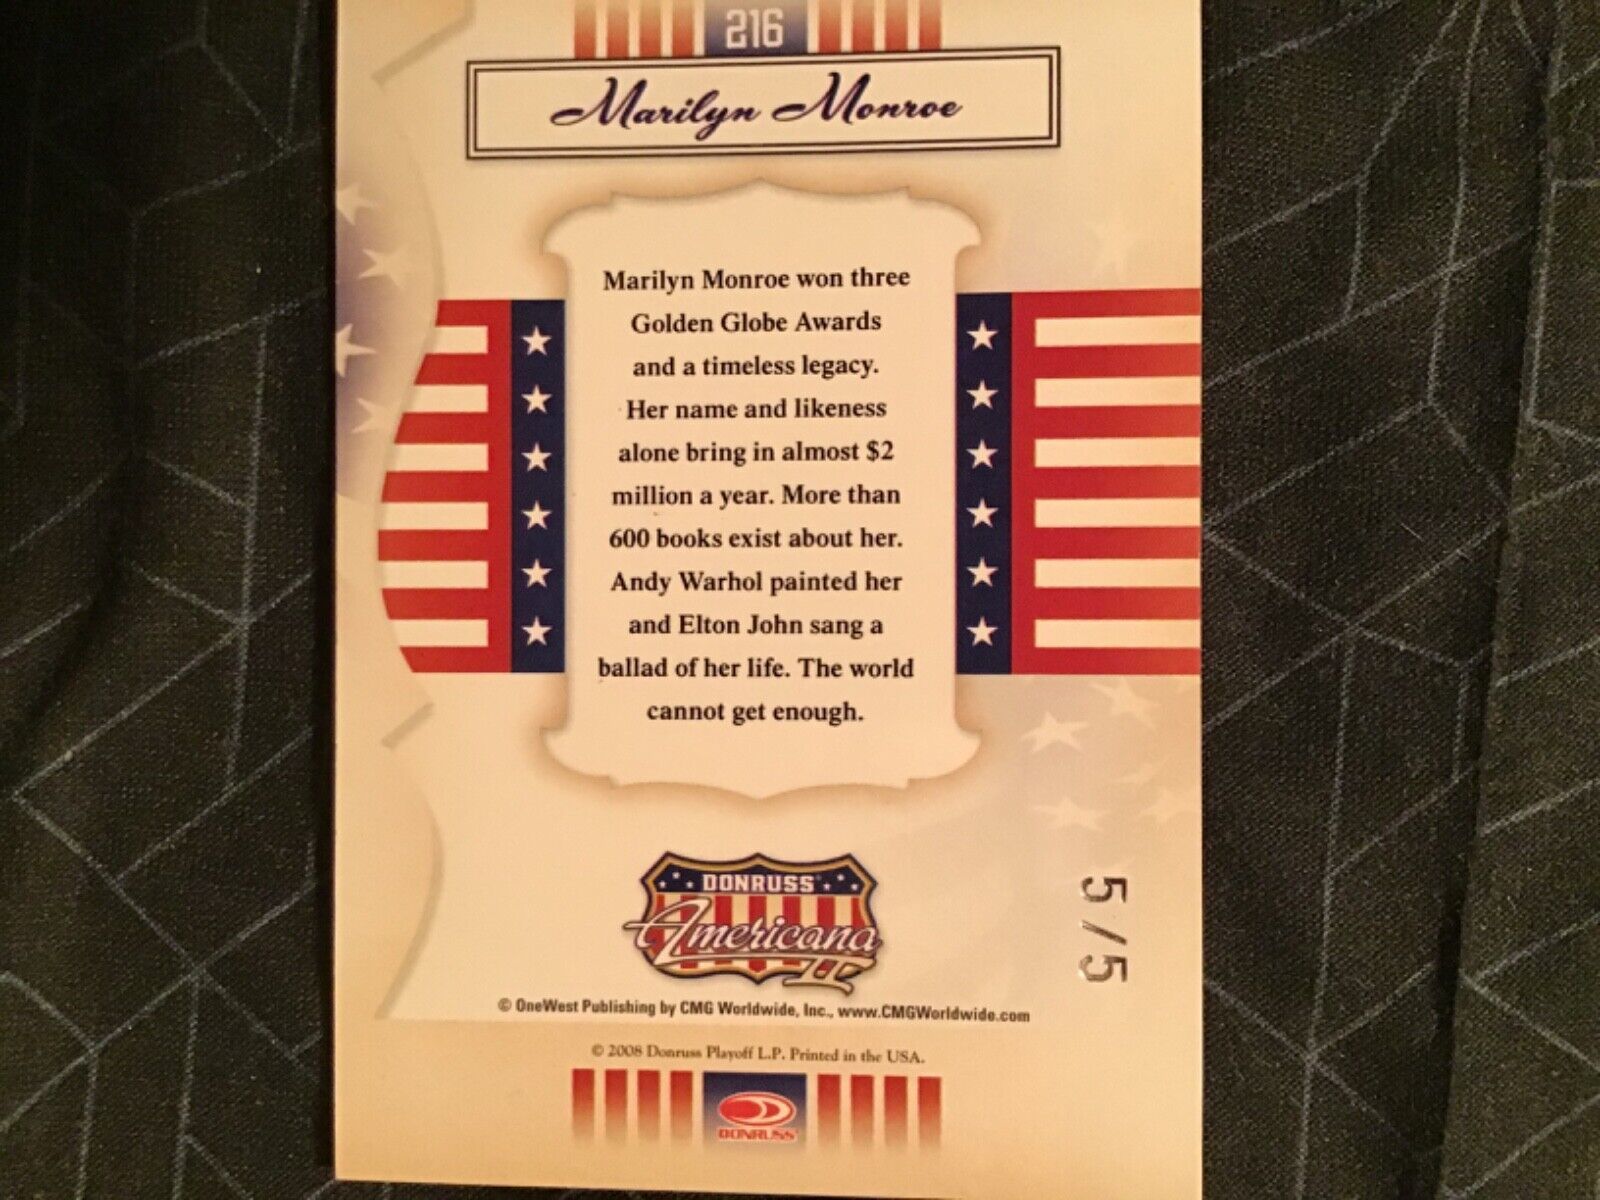 216
Marilyn Monroe
Marilyn Monroe won three
Golden Globe Awards
and a timeless legacy.
Her name and likeness
alone bring in almost $2
million a year. More than
600 books exist about her.
Andy Warhol painted her
and Elton John sang a
ballad of her life. The world
cannot get enough.
DONRUSS
Americana
II
5/5
© OneWest Publishing by CMG Worldwide, Inc., www.CMGWorldwide.com
© 2008 Donruss Playoff L.P. Printed in the USA.
DONRUSS